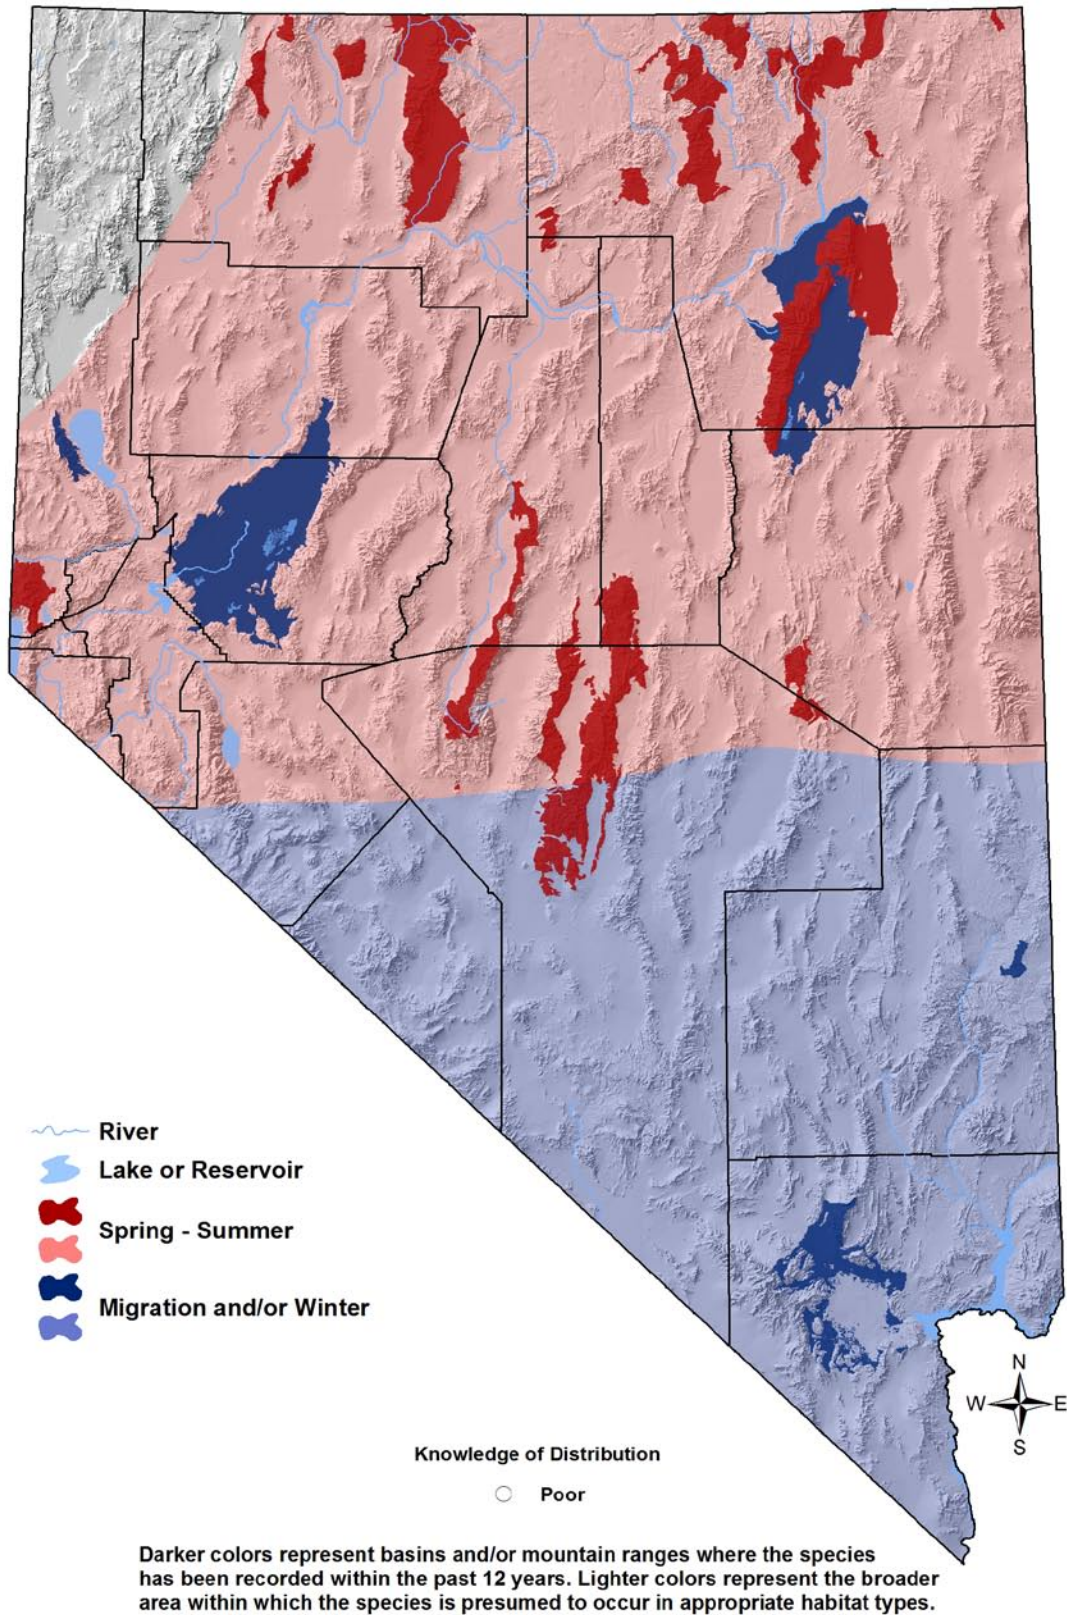 River
Lake or Reservoir
Spring - Summer
Migration and/or Winter
N
W E
S
Knowledge of Distribution
Poor
Darker colors represent basins and/or mountain ranges where the species
has been recorded within the past 12 years. Lighter colors represent the broader
area within which the species is presumed to occur in appropriate habitat types.